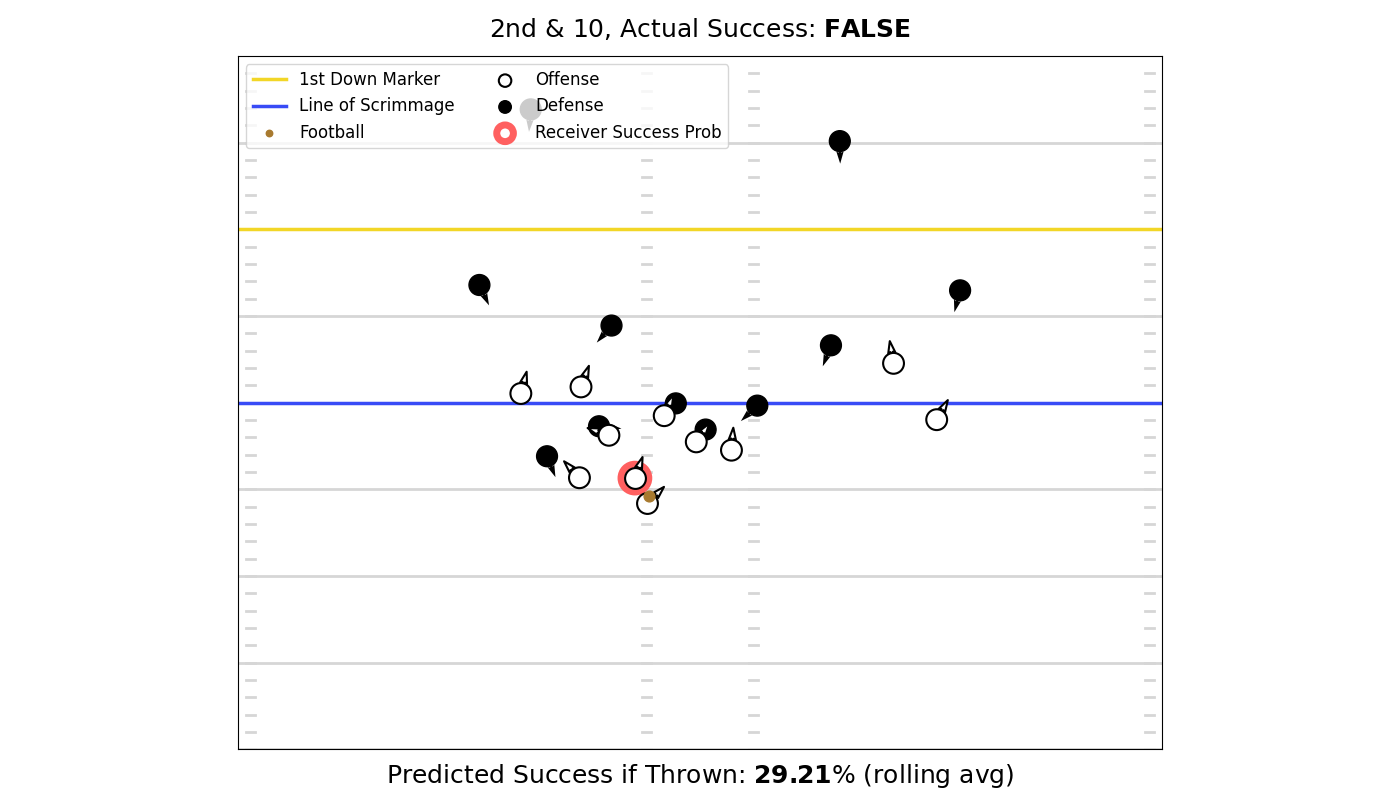 2nd & 10, Actual Success: FALSE
1st Down Marker
Line of Scrimmage
Football
Offense
Defense
Receiver Success Prob
Predicted Success if Thrown: 29.21% (rolling avg)